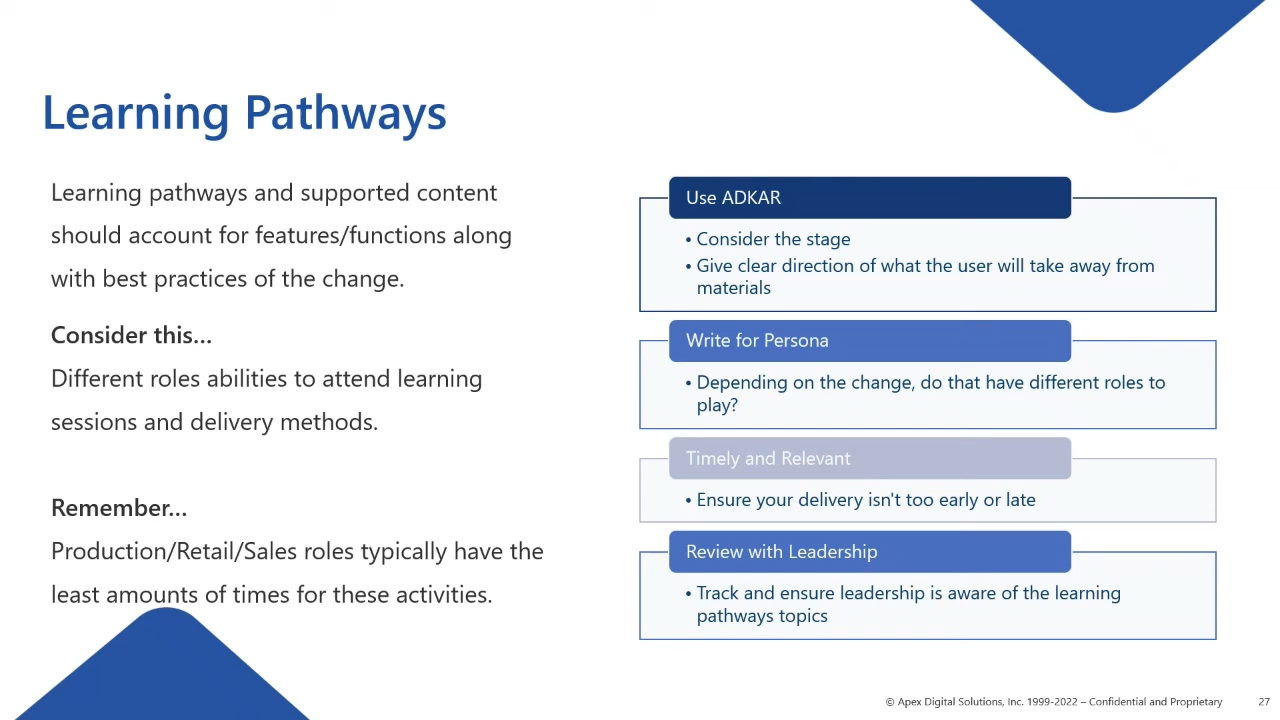 Learning Pathways
Learning pathways and supported content
should account for features/functions along
with best practices of the change.
Consider this...
Different roles abilities to attend learning
sessions and delivery methods.
Remember...
Production/Retail/Sales roles typically have the
least amounts of times for these activities.
Use ADKAR
• Consider the stage
• Give clear direction of what the user will take away from
materials
Write for Persona
• Depending on the change, do that have different roles to
play?
Timely and Relevant
• Ensure your delivery isn't too early or late
Review with Leadership
• Track and ensure leadership is aware of the learning
pathways topics
© Apex Digital Solutions, Inc. 1999-2022 – Confidential and Proprietary
27